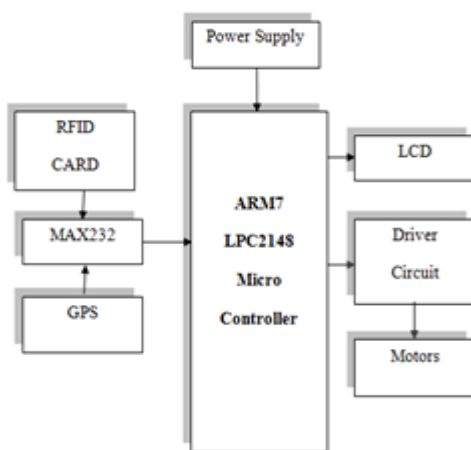 Power Supply
RFID
CARD
MAX232
GPS
ARM7
LPC2148
Micro
Controller
LCD
Driver
Circuit
Motors